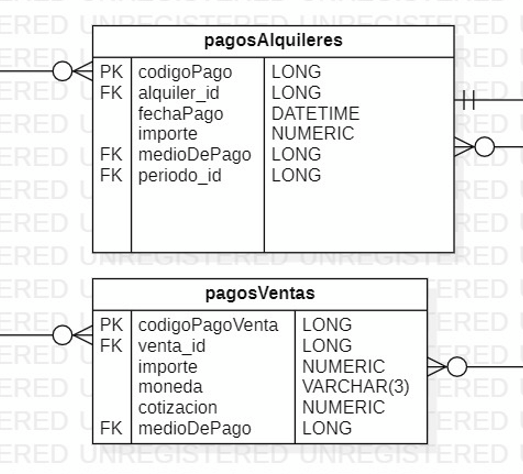 pagosAlquileres
PK codigoPago LONG
FK alquiler_id LONG
fechaPago DATETIME
importe NUMERIC
FK medioDePago LONG
FK periodo_id LONG
pagosVentas
PK codigoPagoVenta LONG
FK venta_id LONG
importe NUMERIC
moneda VARCHAR(3)
cotizacion NUMERIC
FK medioDePago LONG
UNREGISTERED